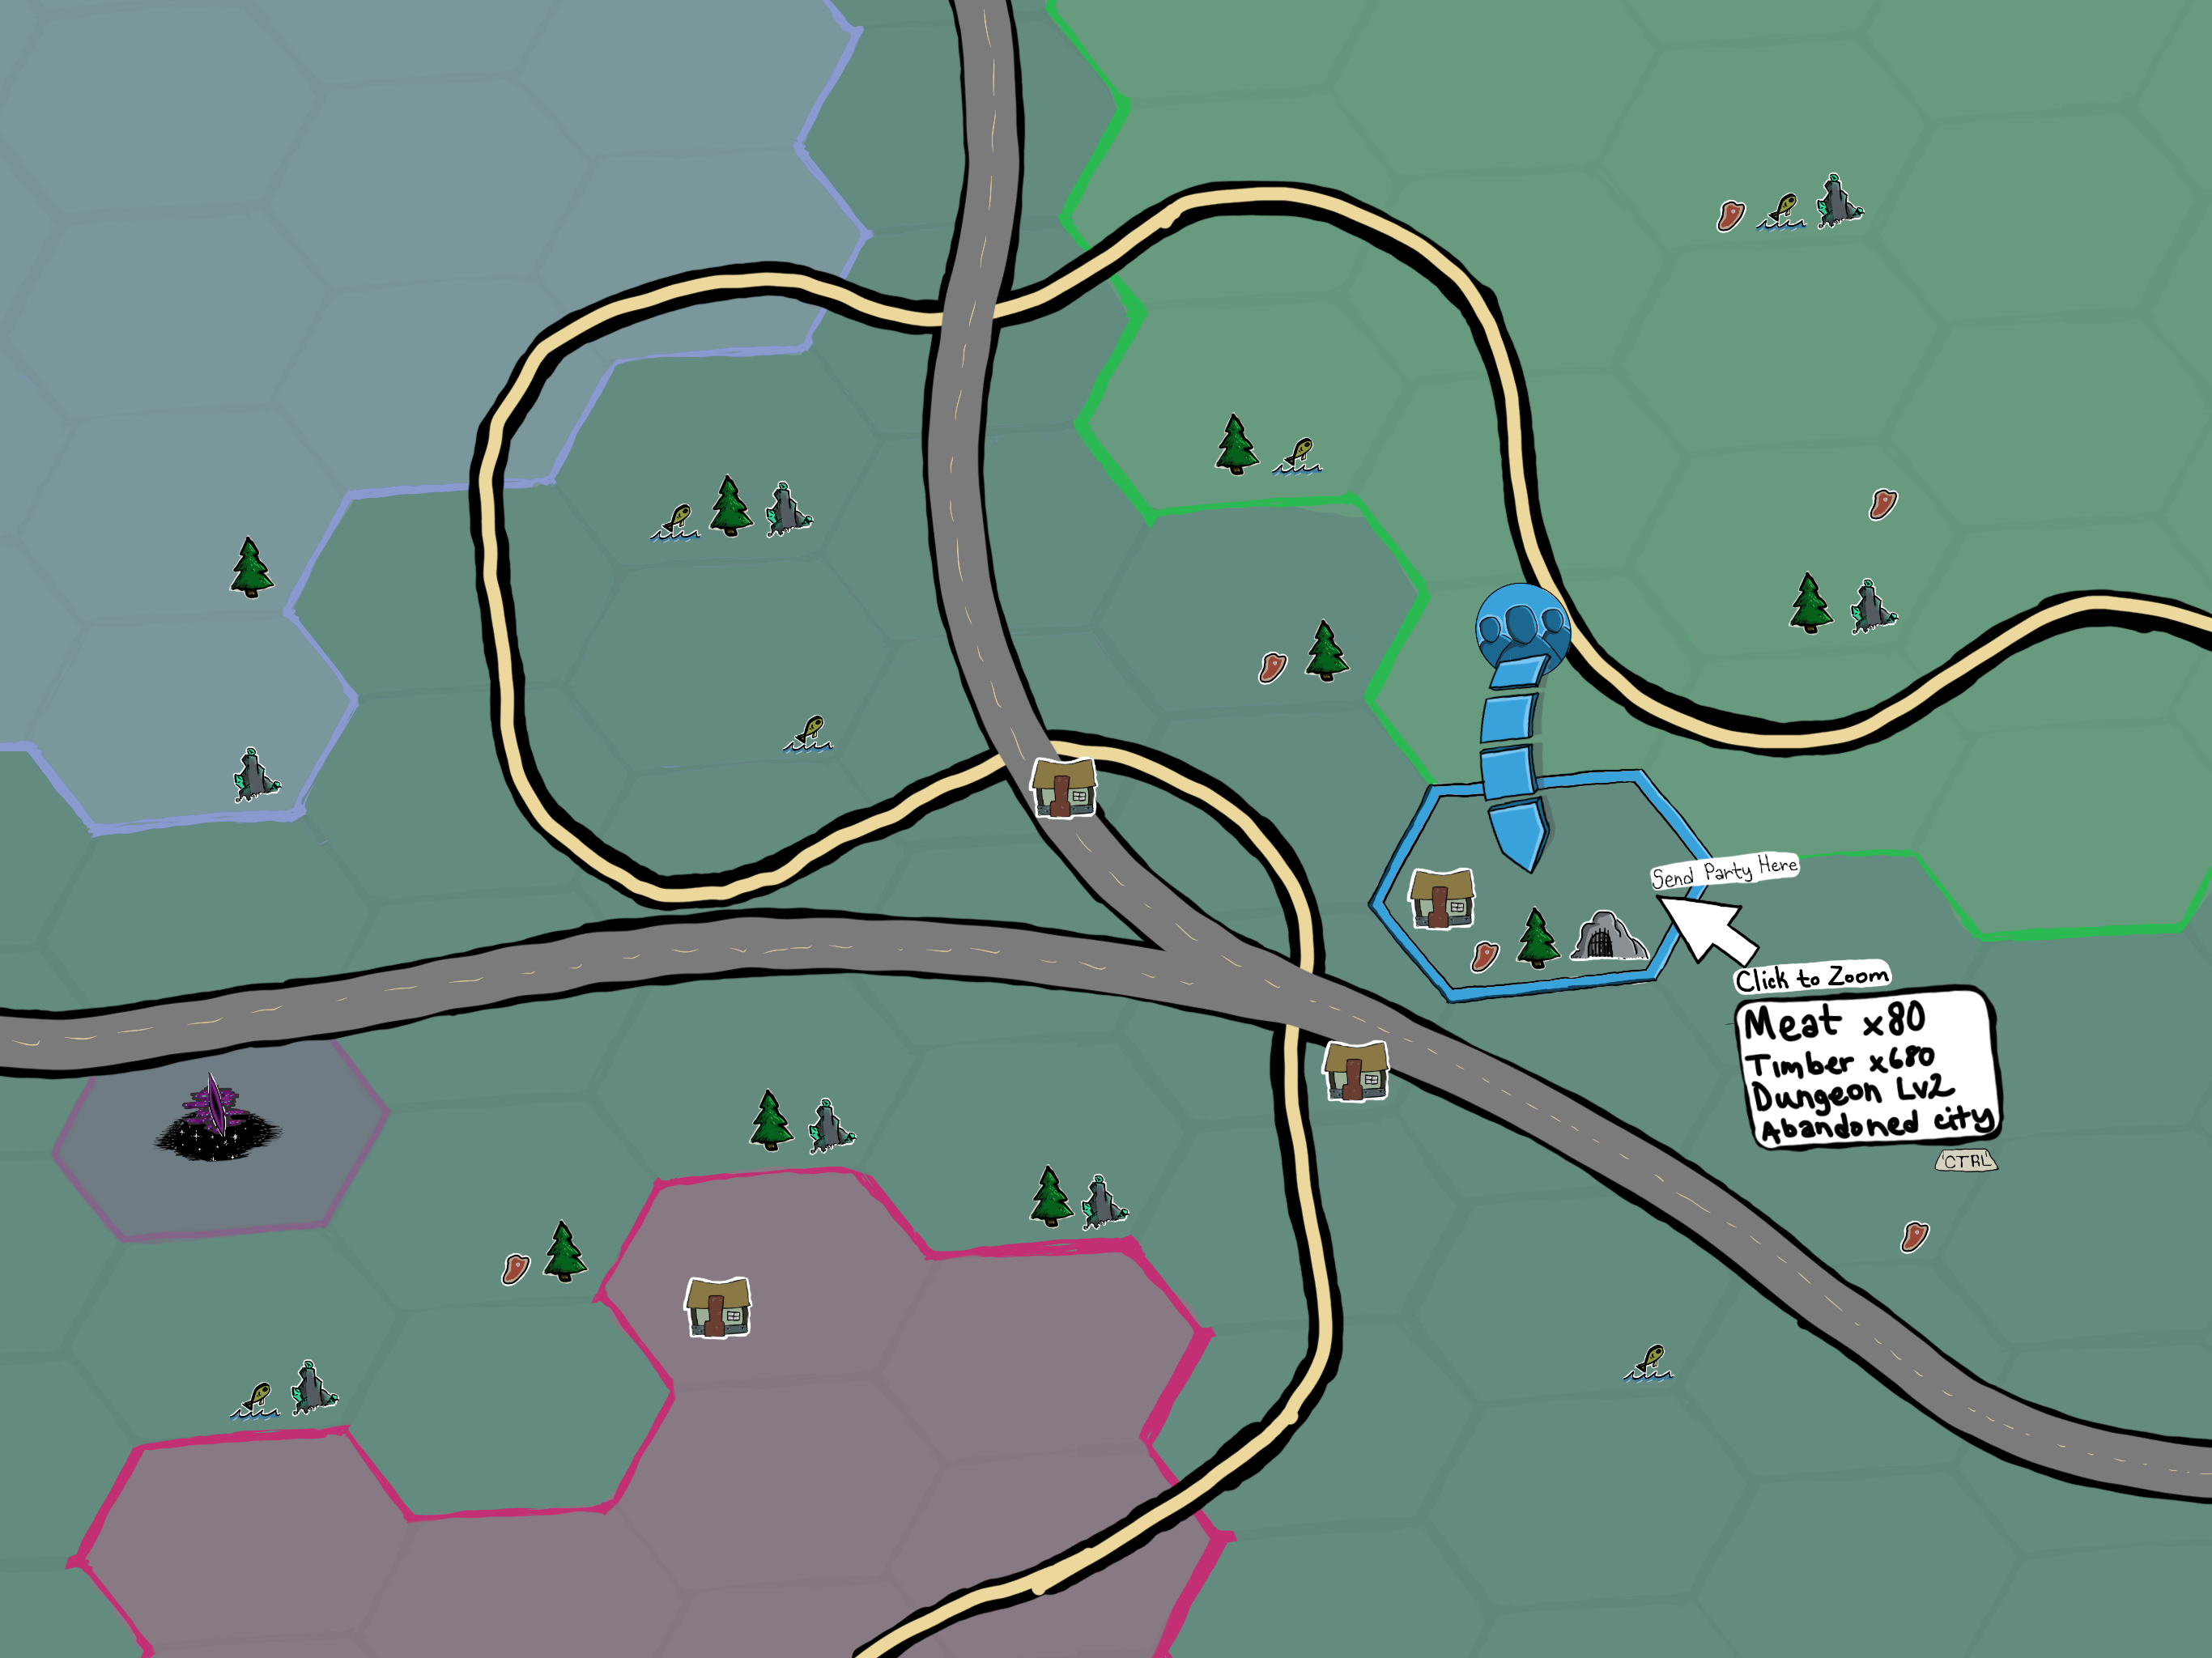 Send Party Here
Click to Zoom
Meat x80
Timber x680
Dungeon Lv2
Abandoned city
CTRL